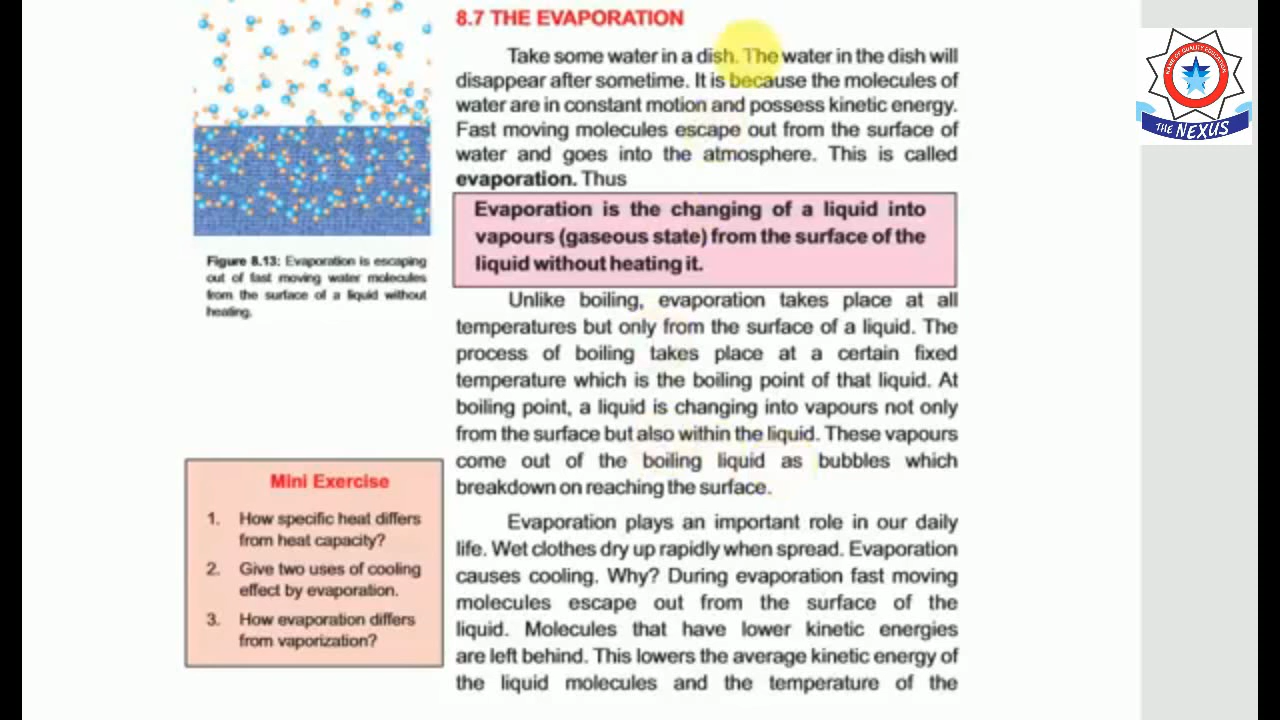 8.7 THE EVAPORATION
Take some water in a dish. The water in the dish will
disappear after sometime. It is because the molecules of
water are in constant motion and possess kinetic energy.
Fast moving molecules escape out from the surface of
water and goes into the atmosphere. This is called
evaporation. Thus
Evaporation is the changing of a liquid into
vapours (gaseous state) from the surface of the
liquid without heating it.
Figure 8.13: Evaporation is escaping
out of fast moving water molecules
from the surface of a liquid without
heating.
Unlike boiling, evaporation takes place at all
temperatures but only from the surface of a liquid. The
process of boiling takes place at a certain fixed
temperature which is the boiling point of that liquid. At
boiling point, a liquid is changing into vapours not only
from the surface but also within the liquid. These vapours
come out of the boiling liquid as bubbles which
breakdown on reaching the surface.
Mini Exercise
1. How specific heat differs
from heat capacity?
2. Give two uses of cooling
effect by evaporation.
3. How evaporation differs
from vaporization?
Evaporation plays an important role in our daily
life. Wet clothes dry up rapidly when spread. Evaporation
causes cooling. Why? During evaporation fast moving
molecules escape out from the surface of the
liquid. Molecules that have lower kinetic energies
are left behind. This lowers the average kinetic energy of
the liquid molecules and the temperature of the
THE NEXUS